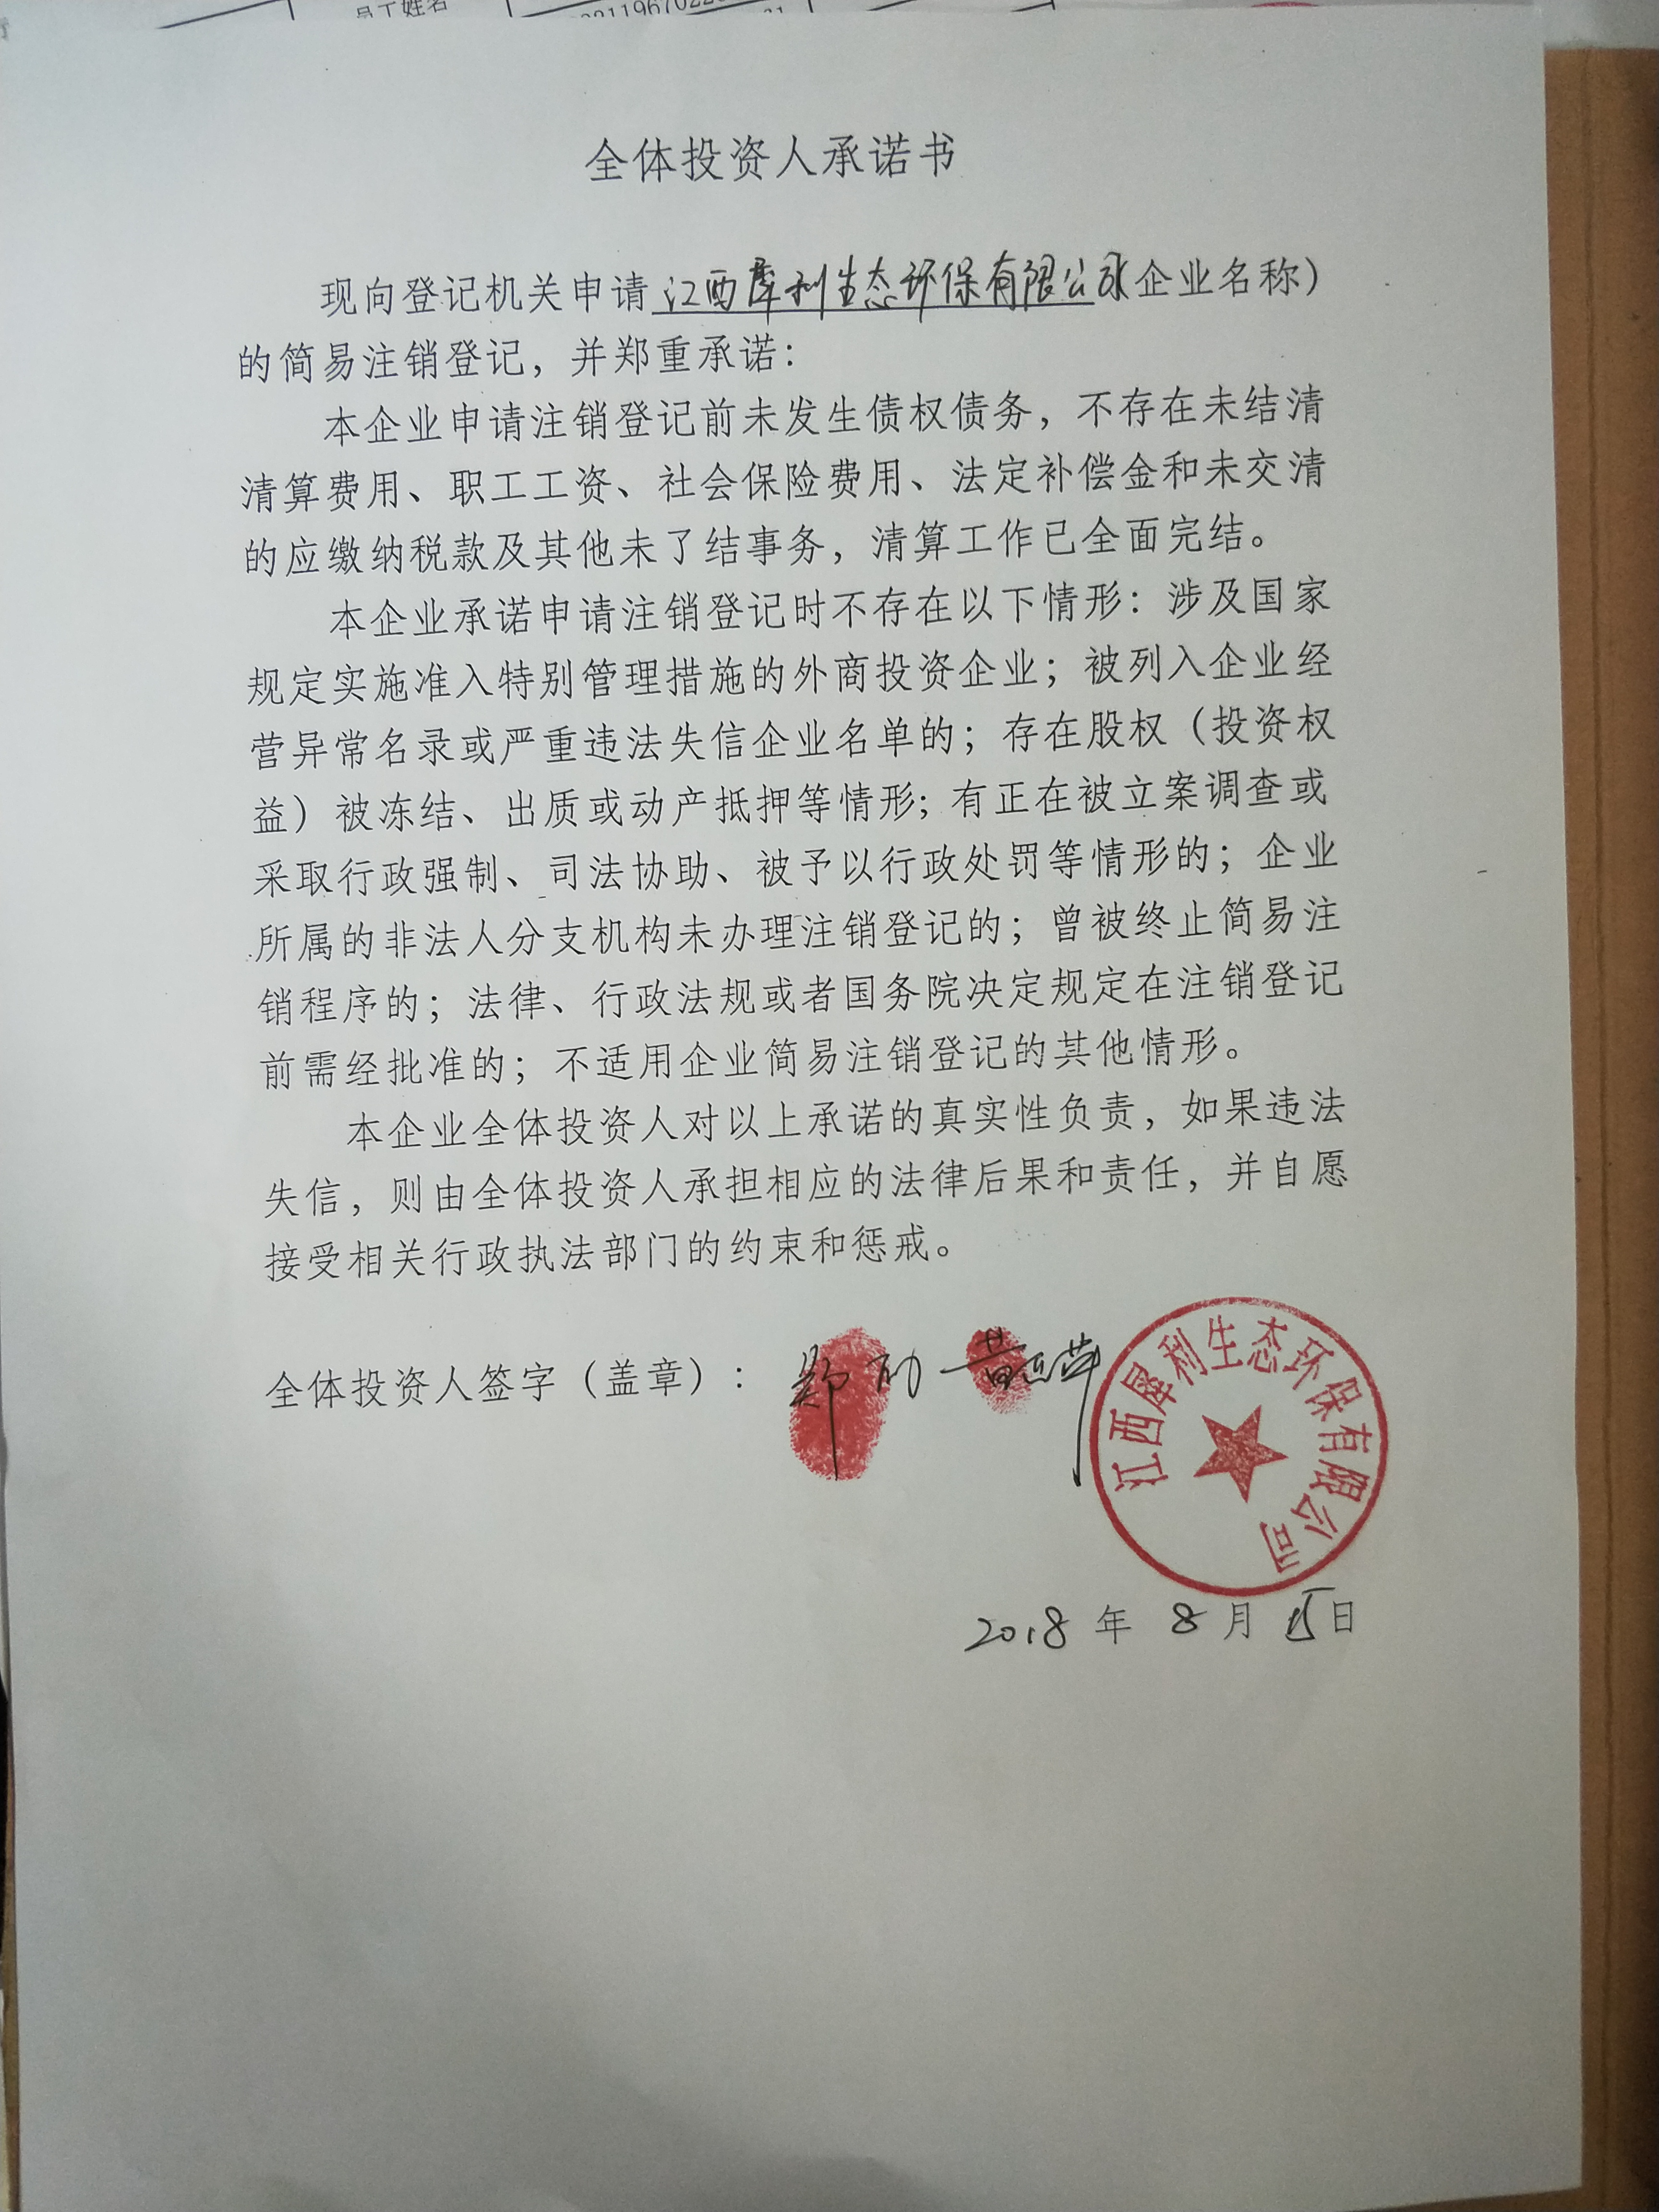 员工姓名
全体投资人承诺书
现向登记机关申请江西犀利生态环保有限公司(企业名称)
的简易注销登记，并郑重承诺：
本企业申请注销登记前未发生债权债务，不存在未结清
清算费用、职工工资、社会保险费用、法定补偿金和未交清
的应缴纳税款及其他未了结事务，清算工作已全面完结。
本企业承诺申请注销登记时不存在以下情形：涉及国家
规定实施准入特别管理措施的外商投资企业；被列入企业经
营异常名录或严重违法失信企业名单的；存在股权（投资权
益）被冻结、出质或动产抵押等情形；有正在被立案调查或
采取行政强制、司法协助、被予以行政处罚等情形的；企业
所属的非法人分支机构未办理注销登记的；曾被终止简易注
销程序的；法律、行政法规或者国务院决定规定在注销登记
前需经批准的；不适用企业简易注销登记的其他情形。
本企业全体投资人对以上承诺的真实性负责，如果违法
失信，则由全体投资人承担相应的法律后果和责任，并自愿
接受相关行政执法部门的约束和惩戒。
全体投资人签字（盖章）：
江西犀利生态环保有限公司
2018年8月15日